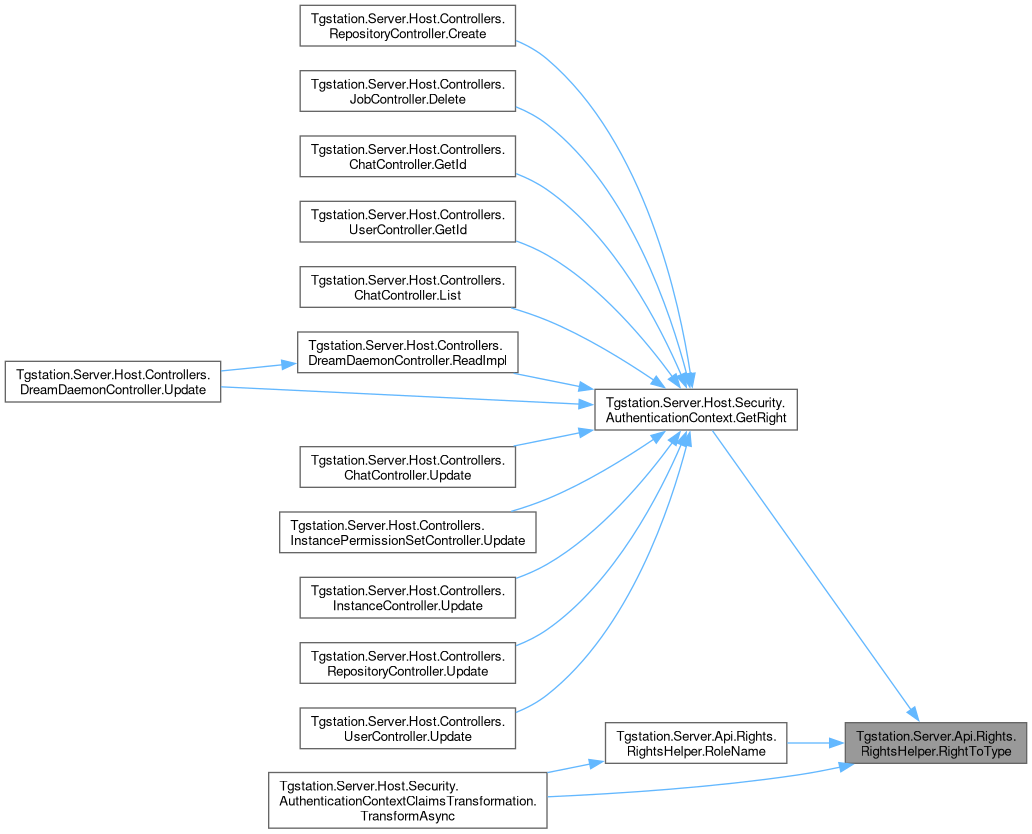 Tgstation.Server.Host.Controllers.
RepositoryController.Create
Tgstation.Server.Host.Controllers.
JobController.Delete
Tgstation.Server.Host.Controllers.
ChatController.GetId
Tgstation.Server.Host.Controllers.
UserController.GetId
Tgstation.Server.Host.Controllers.
ChatController.List
Tgstation.Server.Host.Controllers.
DreamDaemonController.ReadImpl
Tgstation.Server.Host.Controllers.
DreamDaemonController.Update
Tgstation.Server.Host.Security.
AuthenticationContext.GetRight
Tgstation.Server.Host.Controllers.
ChatController.Update
Tgstation.Server.Host.Controllers.
InstancePermissionSetController.Update
Tgstation.Server.Host.Controllers.
InstanceController.Update
Tgstation.Server.Host.Controllers.
RepositoryController.Update
Tgstation.Server.Host.Controllers.
UserController.Update
Tgstation.Server.Api.Rights.
RightsHelper.RoleName
Tgstation.Server.Api.Rights.
RightsHelper.RightToType
Tgstation.Server.Host.Security.
AuthenticationContextClaimsTransformation.
TransformAsync